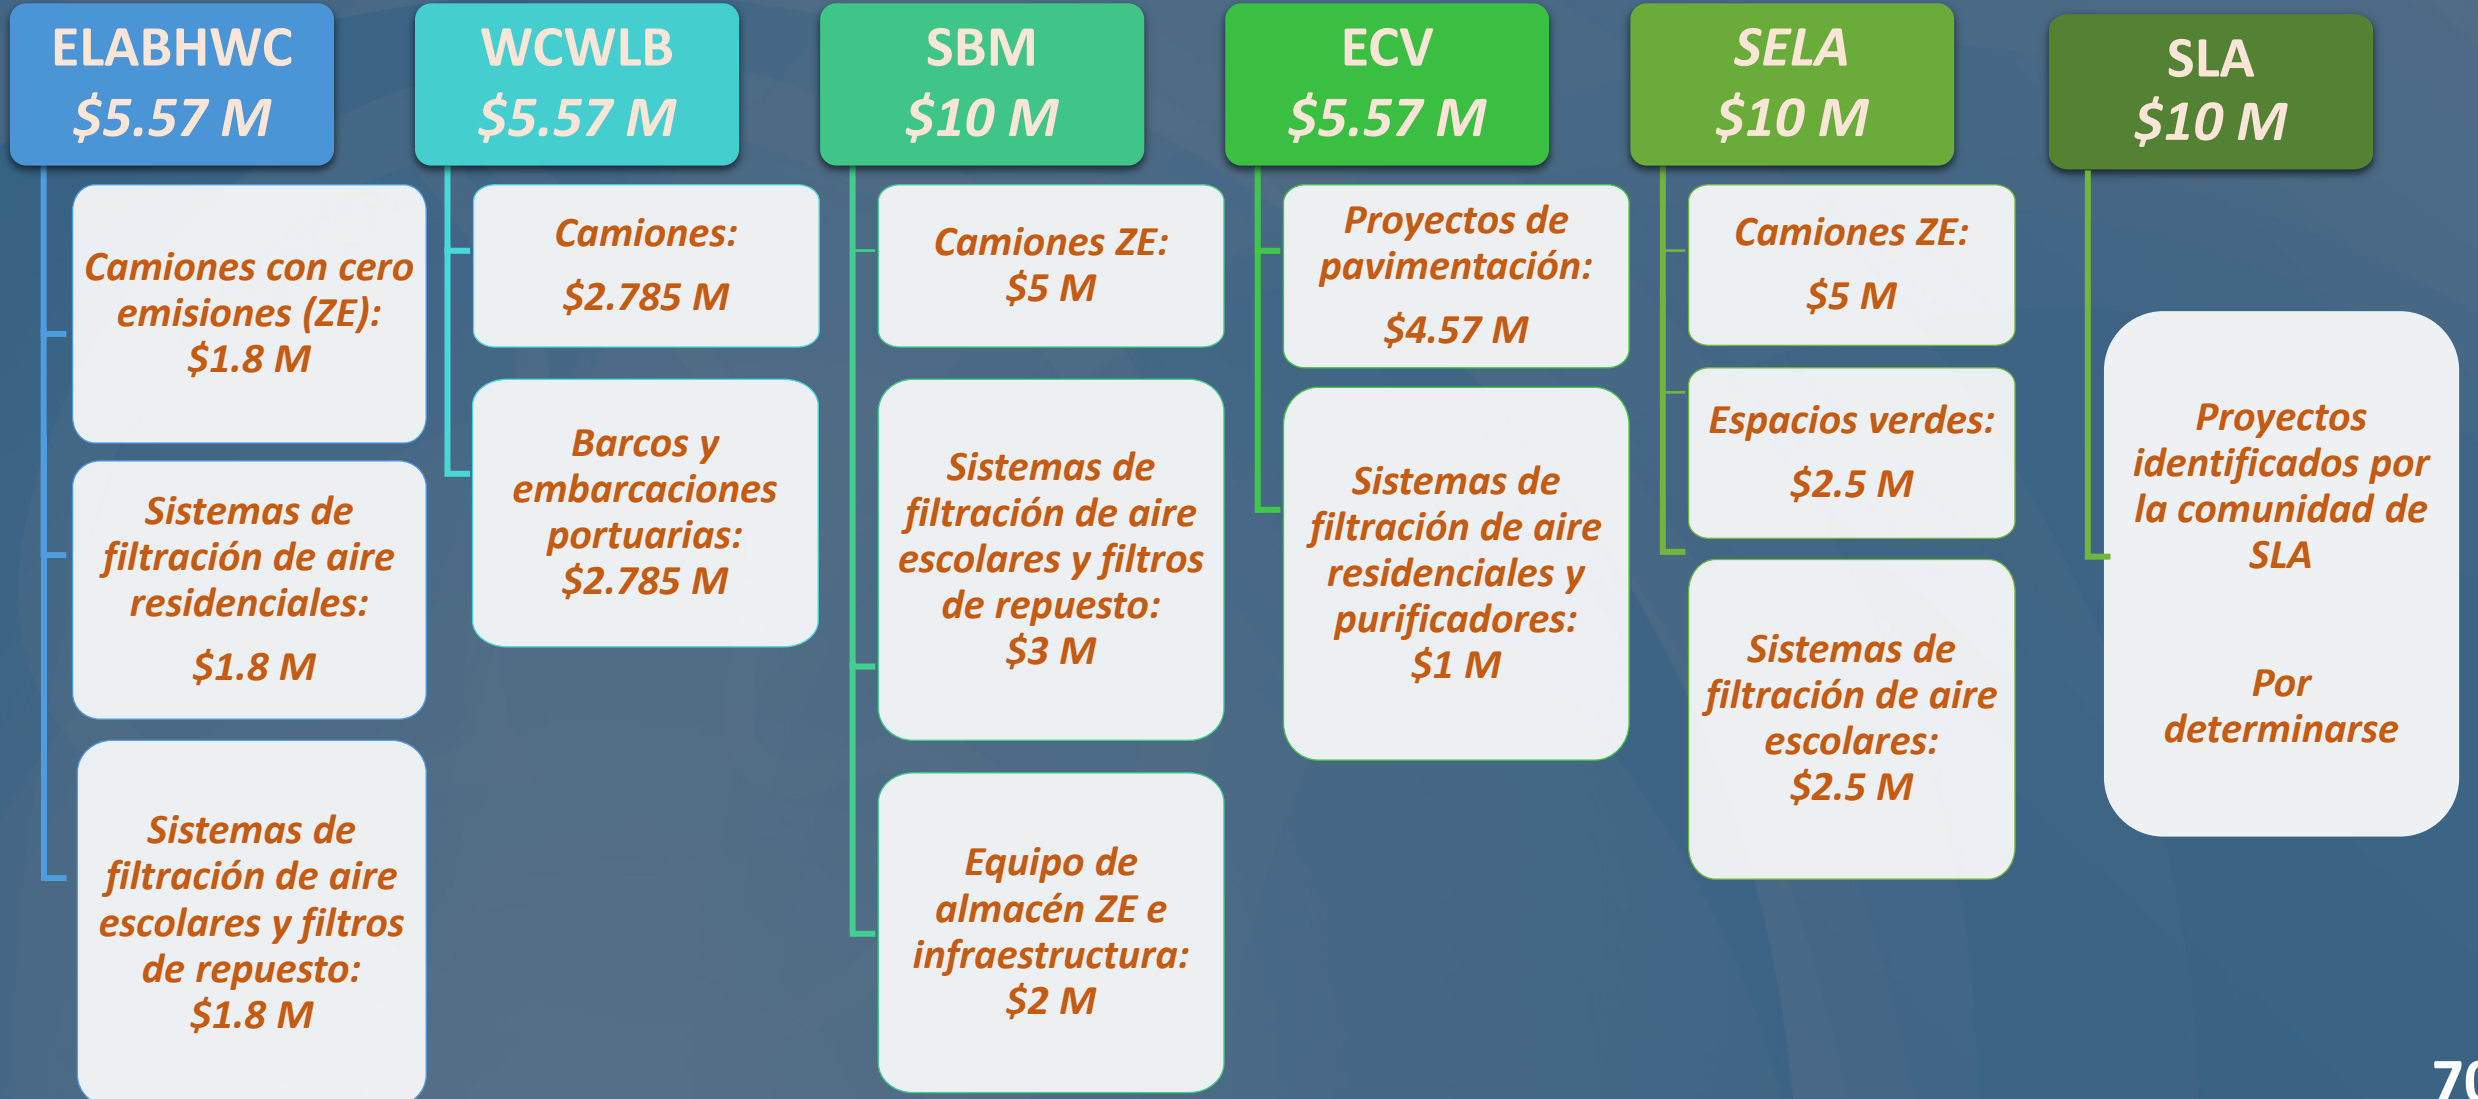 ELABHWC
$5.57 M
Camiones con cero
emisiones (ZE):
$1.8 M
Sistemas de
filtración de aire
residenciales:
$1.8 M
Sistemas de
filtración de aire
escolares y filtros
de repuesto:
$1.8 M
WCWLB
$5.57 M
Camiones:
$2.785 M
Barcos y
embarcaciones
portuarias:
$2.785 M
SBM
$10 M
Camiones ZE:
$5 M
Sistemas de
filtración de aire
escolares y filtros
de repuesto:
$3 M
Equipo de
almacén ZE e
infraestructura:
$2 M
ECV
$5.57 M
Proyectos de
pavimentación:
$4.57 M
Sistemas de
filtración de aire
residenciales y
purificadores:
$1 M
SELA
$10 M
Camiones ZE:
$5 M
Espacios verdes:
$2.5 M
Sistemas de
filtración de aire
escolares:
$2.5 M
SLA
$10 M
Proyectos
identificados por
la comunidad de
SLA
Por
determinarse